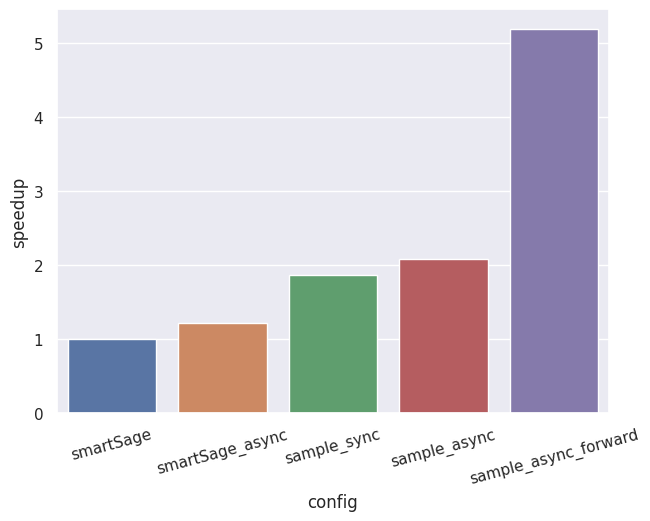 5
4
3
2
1
0
speedup
smartSage
smartSage_async
sample_sync
sample_async
sample_async_forward
config